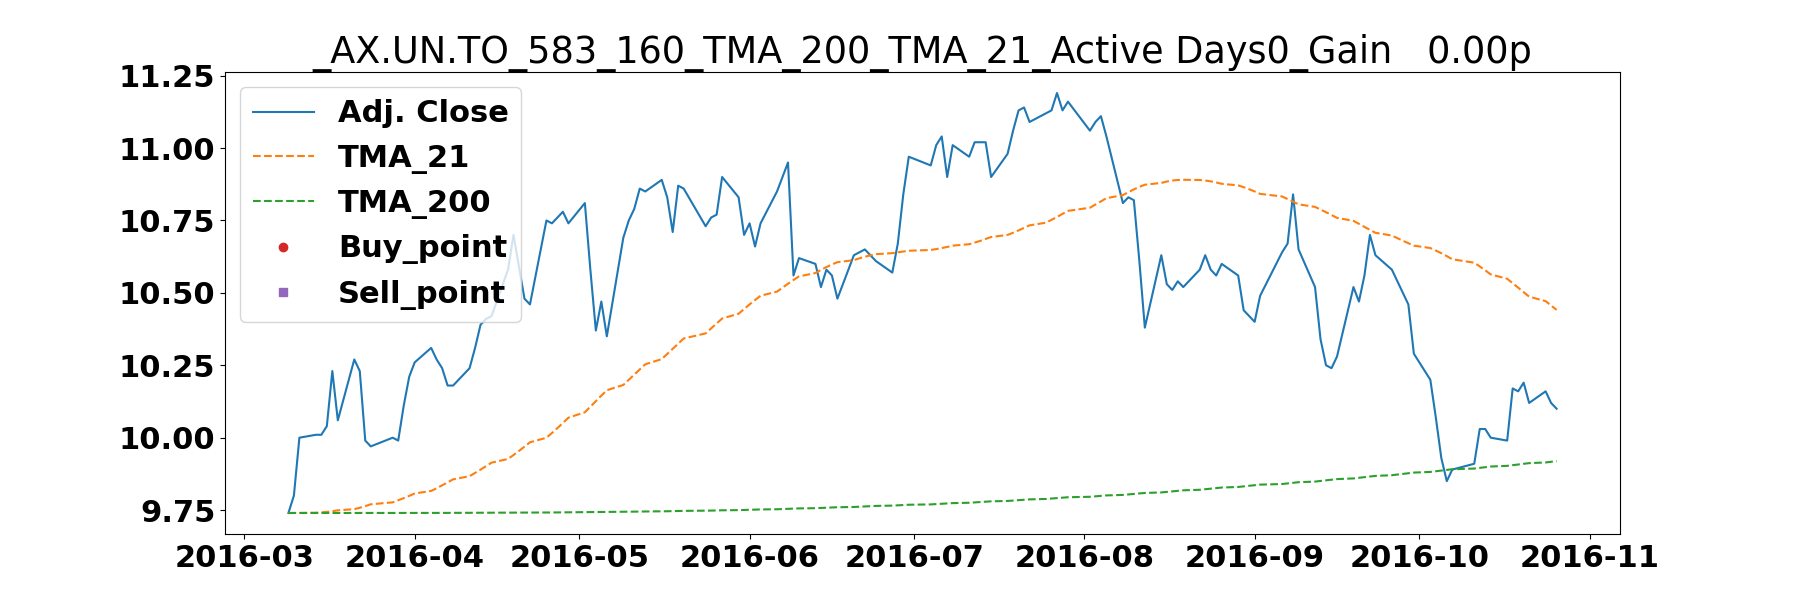 _AX.UN.TO_583_160_TMA_200_TMA_21_Active Days0_Gain   0.00p
11.25
11.00
10.75
10.50
10.25
10.00
9.75
Adj. Close
TMA_21
TMA_200
Buy_point
Sell_point
2016-03 2016-04 2016-05 2016-06 2016-07 2016-08 2016-09 2016-10 2016-11